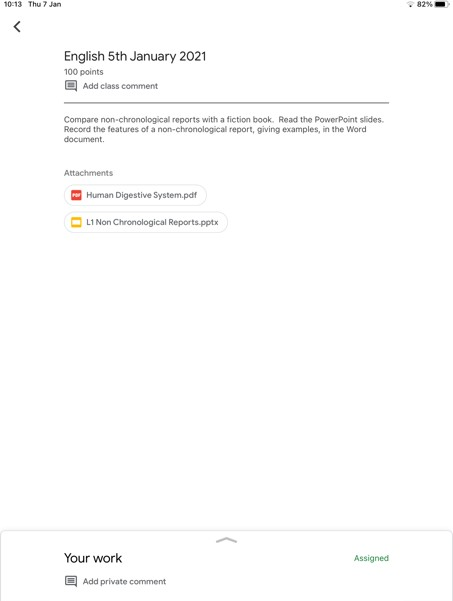 10:13 Thu 7 Jan 82%
English 5th January 2021
100 points
Add class comment
Compare non-chronological reports with a fiction book. Read the PowerPoint slides.
Record the features of a non-chronological report, giving examples, in the Word
document.
Attachments
PDF Human Digestive System.pdf
L1 Non Chronological Reports.pptx
Your work Assigned
Add private comment